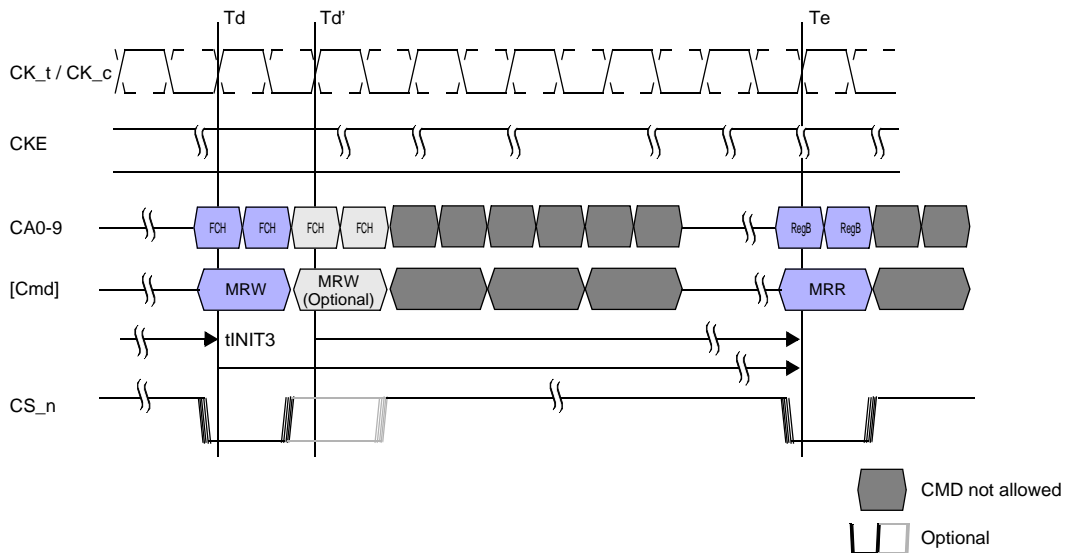 Td
Td'
Te
CK_t / CK_c
CKE
CA0-9
FCH
FCH
FCH
FCH
RegB
RegB
[Cmd]
MRW
MRW
(Optional)
MRR
tINIT3
CS_n
CMD not allowed
Optional